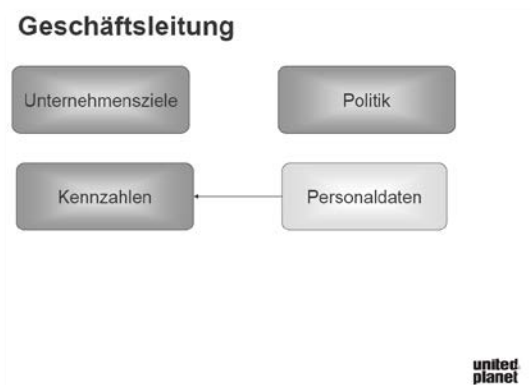 Geschäftsleitung
Unternehmensziele
Politik
Kennzahlen
Personaldaten
united
planet